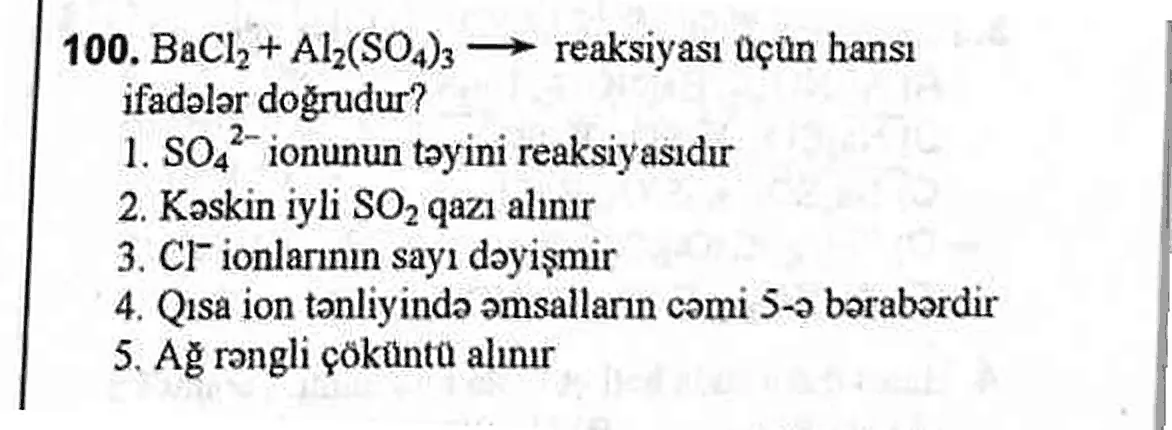 100. BaCl₂ + Al₂(SO₄)₃ ⟶ reaksiyası üçün hansı
ifadələr doğrudur?
1. SO₄²⁻ ionunun təyini reaksiyasıdır
2. Kəskin iyli SO₂ qazı alınır
3. Cl⁻ ionlarının sayı dəyişmir
4. Qısa ion tənliyində əmsalların cəmi 5-ə bərabərdir
5. Ağ rəngli çöküntü alınır